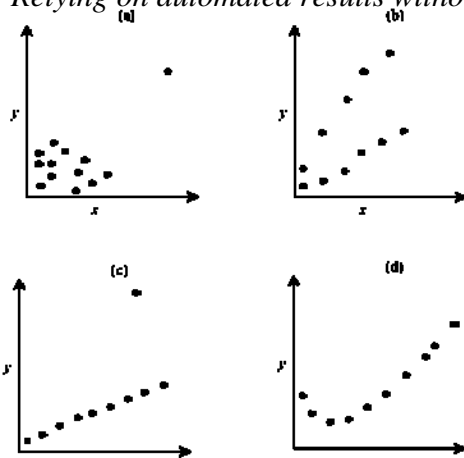 Relying on automated results witho
(a) (b)
y y
x x
(c) (d)
y y